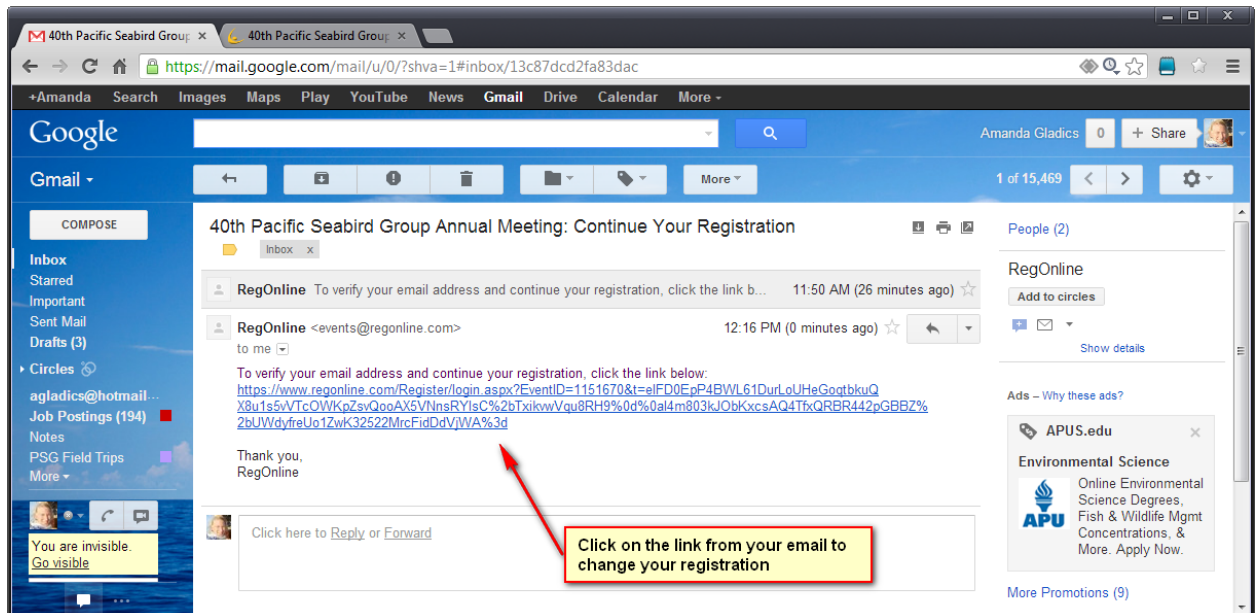 40th Pacific Seabird Group ×
40th Pacific Seabird Group ×
https://mail.google.com/mail/u/0/?shva=1#inbox/13c87dcd2fa83dac
+Amanda Search Images Maps Play YouTube News Gmail Drive Calendar More
Google
Amanda Gladics 0 + Share
Gmail
More
1 of 15,469
COMPOSE
Inbox
Starred
Important
Sent Mail
Drafts (3)
Circles
agladics@hotmail...
Job Postings (194)
Notes
PSG Field Trips
More
You are invisible.
Go visible
40th Pacific Seabird Group Annual Meeting: Continue Your Registration
Inbox x
RegOnline To verify your email address and continue your registration, click the link b... 11:50 AM (26 minutes ago)
RegOnline <events@regonline.com> 12:16 PM (0 minutes ago)
to me
To verify your email address and continue your registration, click the link below:
https://www.regonline.com/Register/login.aspx?EventID=1151670&t=elFD0EpP4BWL61DurLoUHeGoqtbkuQ
X8u1s5vVTcOWKpZsvQooAX5VNnsRYIsC%2bTxikwwVqu8RH9%0d%0al4m803kJObKxcsAQ4TfxQRBR442pGBBZ%
2bUWdyfreUo1ZwK32522MrcFidDdVjWA%3d
Thank you,
RegOnline
Click here to Reply or Forward
Click on the link from your email to
change your registration
People (2)
RegOnline
Add to circles
Show details
Ads – Why these ads?
APUS.edu
Environmental Science
APU
Online Environmental
Science Degrees,
Fish & Wildlife Mgmt
Concentrations, &
More. Apply Now.
More Promotions (9)